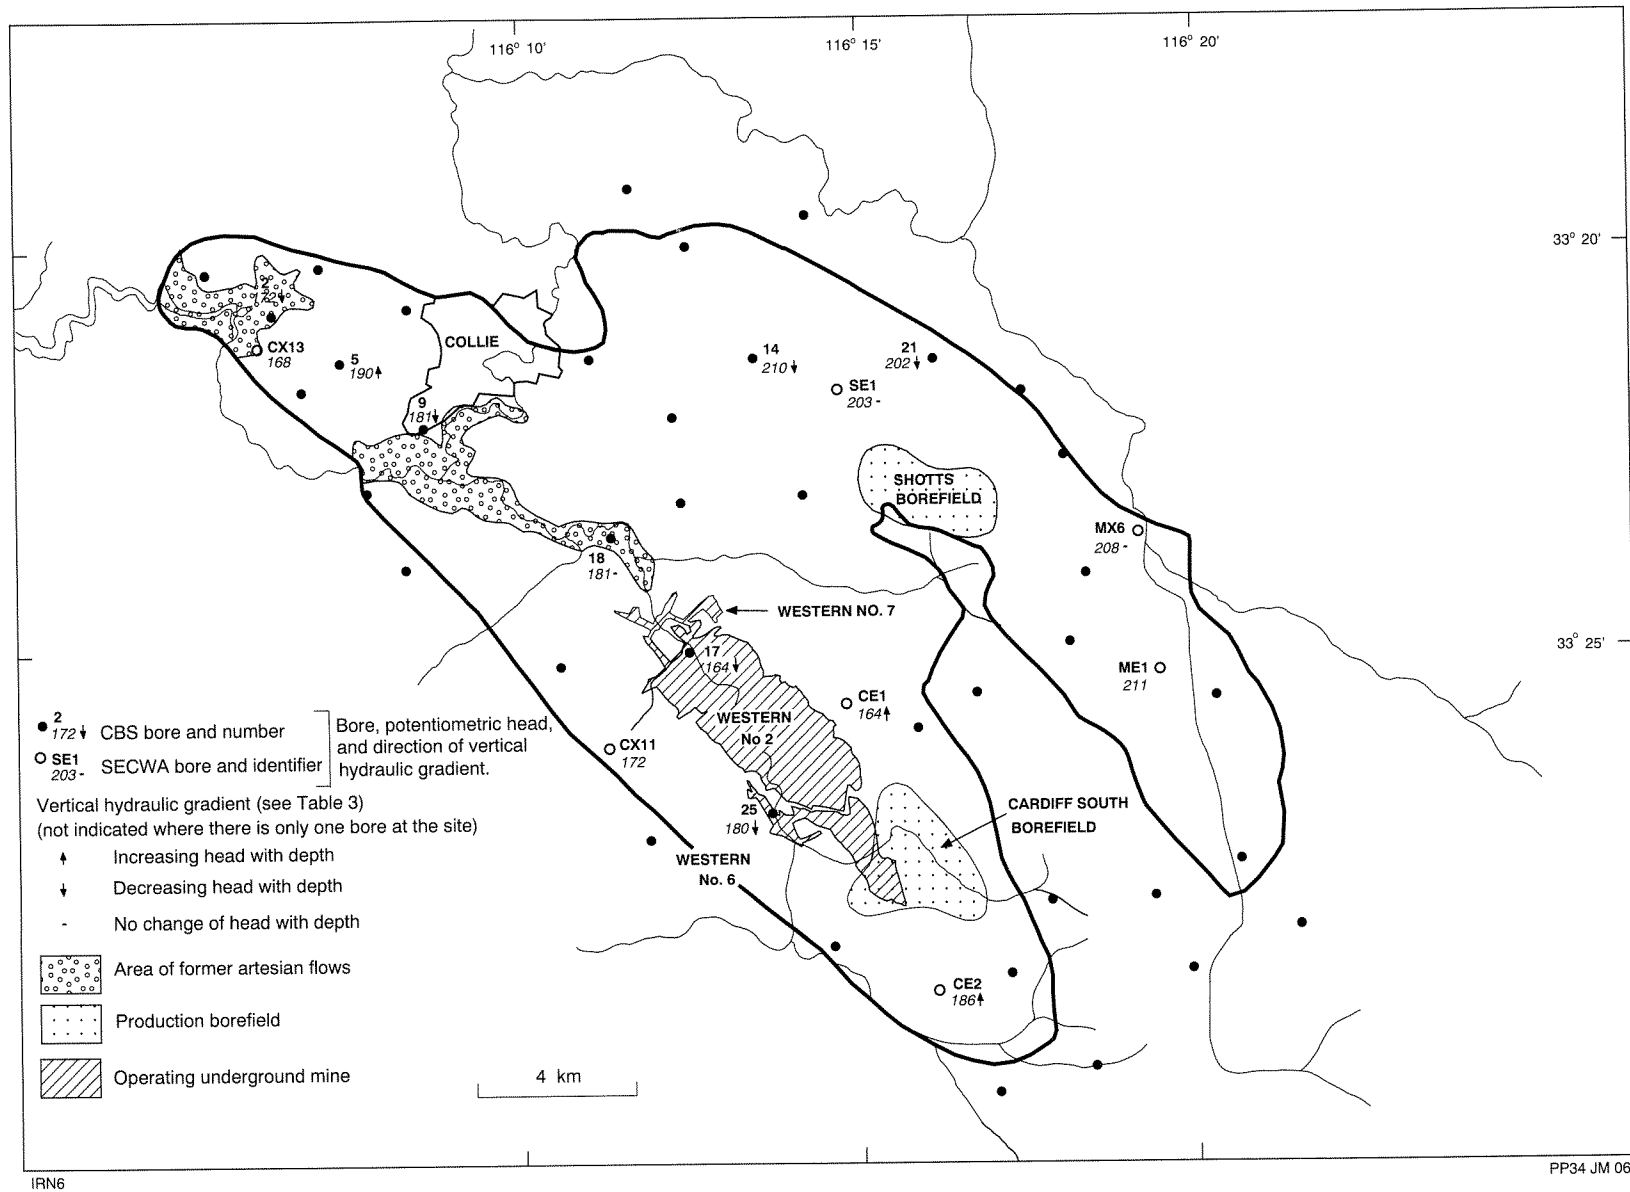 116° 10'
116° 15'
116° 20'
33° 20'
2
172
CX13
168
5
190
COLLIE
9
181
14
210
21
202
SE1
203 -
SHOTTS
BOREFIELD
MX6
208 -
18
181-
WESTERN NO. 7
33° 25'
17
164
ME1
211
CE1
164
WESTERN
No 2
CX11
172
25
180
CARDIFF SOUTH
BOREFIELD
WESTERN
No. 6
CE2
186
2
172
CBS bore and number
SE1
203 -
SECWA bore and identifier
Bore, potentiometric head,
and direction of vertical
hydraulic gradient.
Vertical hydraulic gradient (see Table 3)
(not indicated where there is only one bore at the site)
Increasing head with depth
Decreasing head with depth
- No change of head with depth
Area of former artesian flows
Production borefield
Operating underground mine
4 km
IRN6
PP34 JM 06